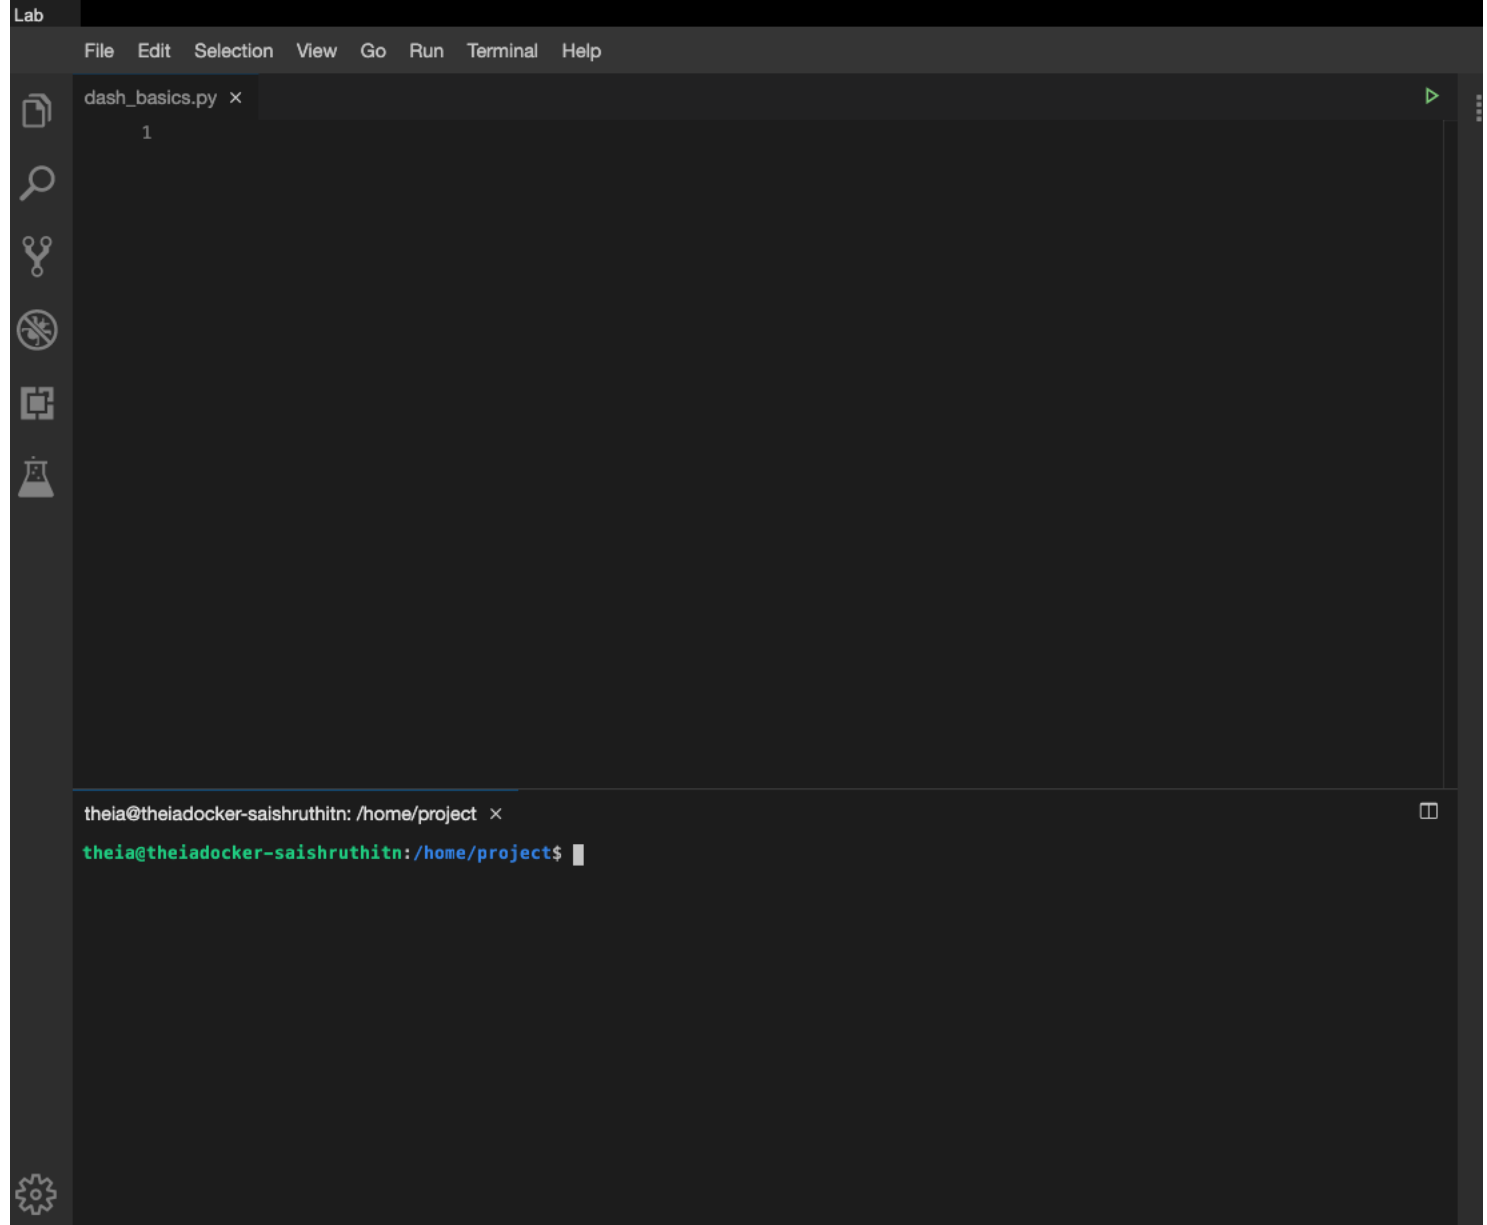 Lab
File Edit Selection View Go Run Terminal Help
dash_basics.py ×
1
theia@theiadocker-saishruthitn: /home/project ×
theia@theiadocker-saishruthitn:/home/project$